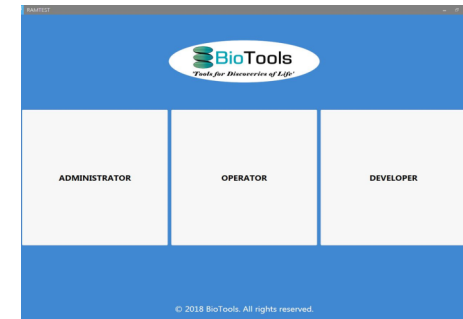 RAMTEST
BioTools
'Tools for Discoveries of Life'
ADMINISTRATOR
OPERATOR
DEVELOPER
© 2018 BioTools. All rights reserved.